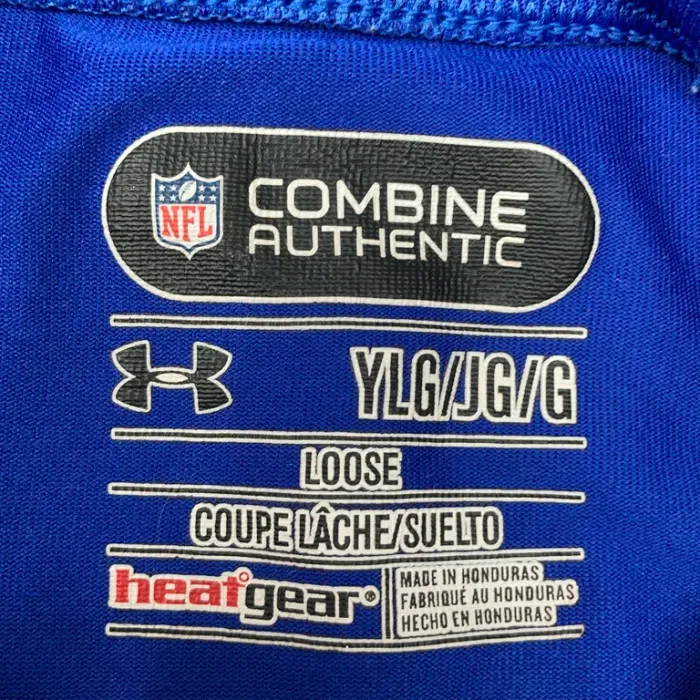 NFL
COMBINE
AUTHENTIC
YLG/JG/G
LOOSE
COUPE LÂCHE/SUELTO
heatgear®
MADE IN HONDURAS
FABRIQUÉ AU HONDURAS
HECHO EN HONDURAS